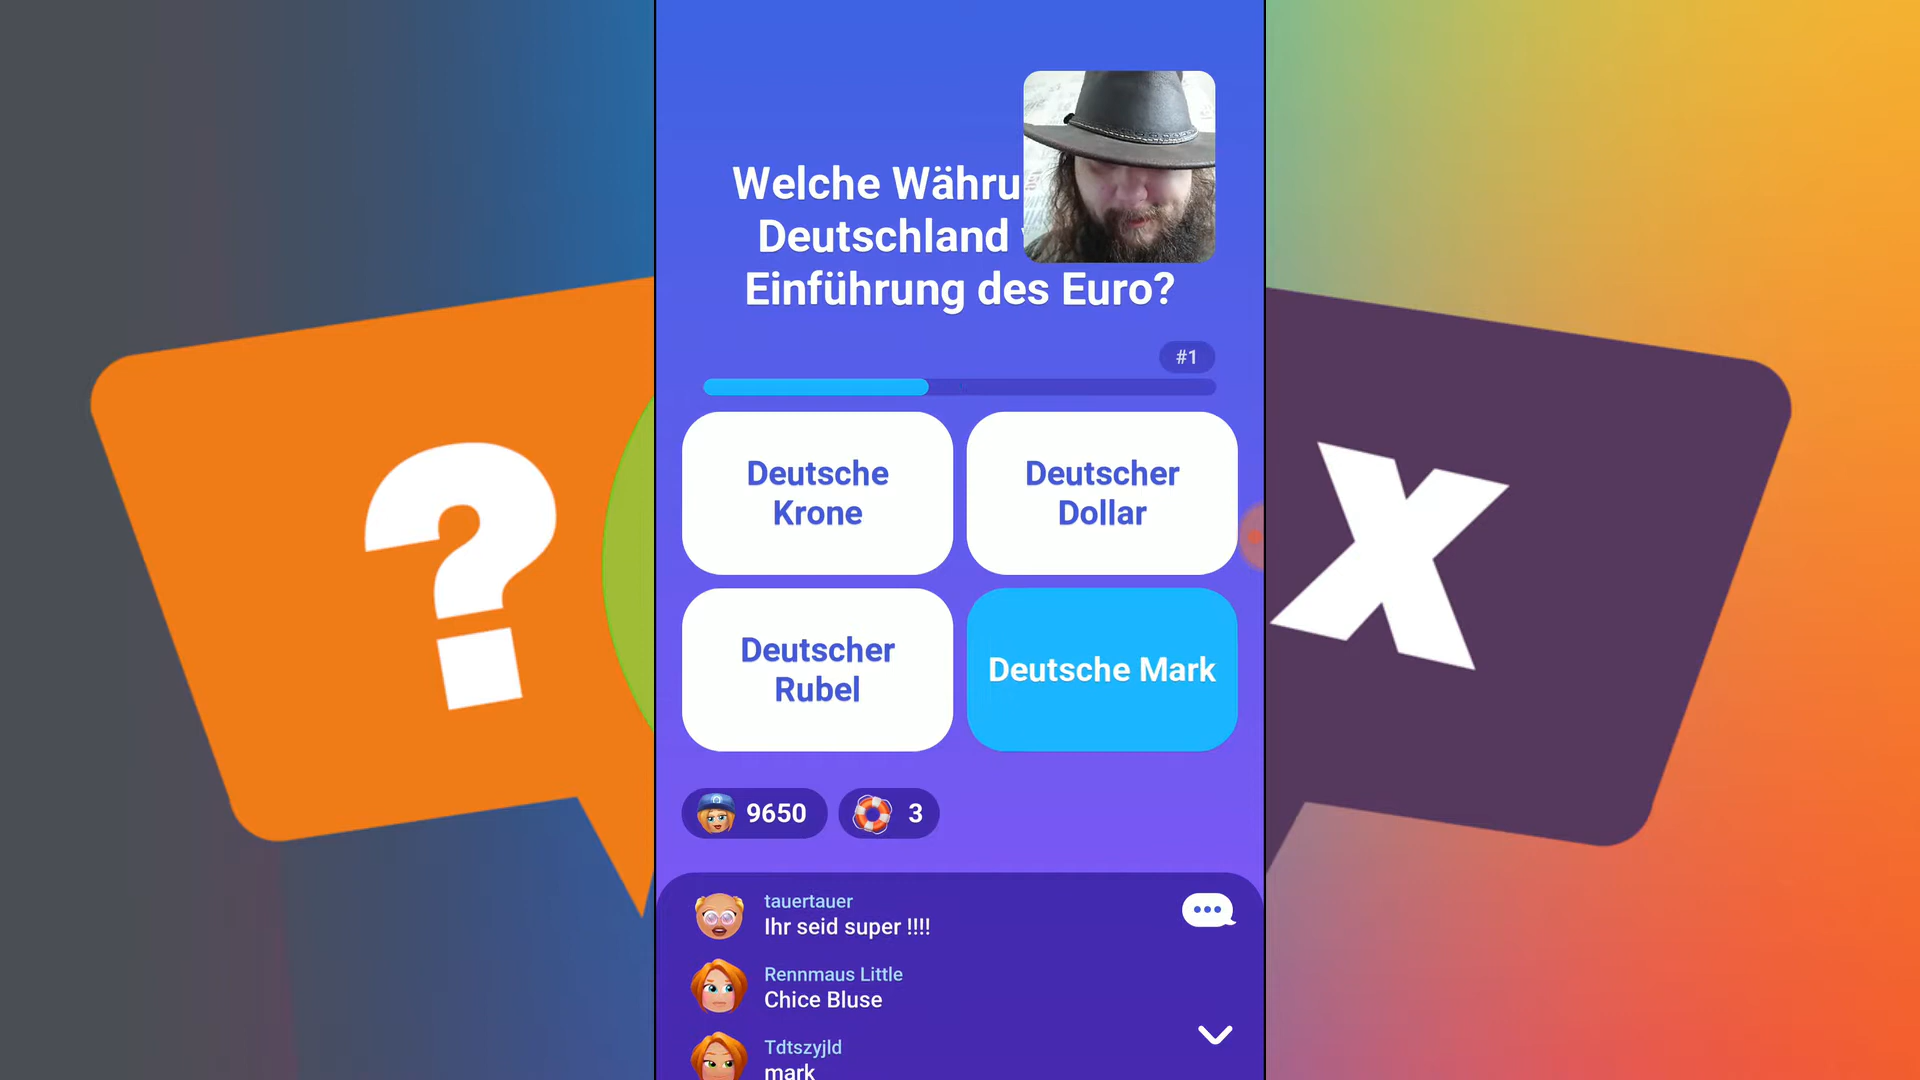 ?
X
Welche Währu
Deutschland
Einführung des Euro?
#1
Deutsche
Krone
Deutscher
Dollar
Deutscher
Rubel
Deutsche Mark
9650
3
tauertauer
Ihr seid super !!!!
Rennmaus Little
Chice Bluse
Tdtszyjld
mark